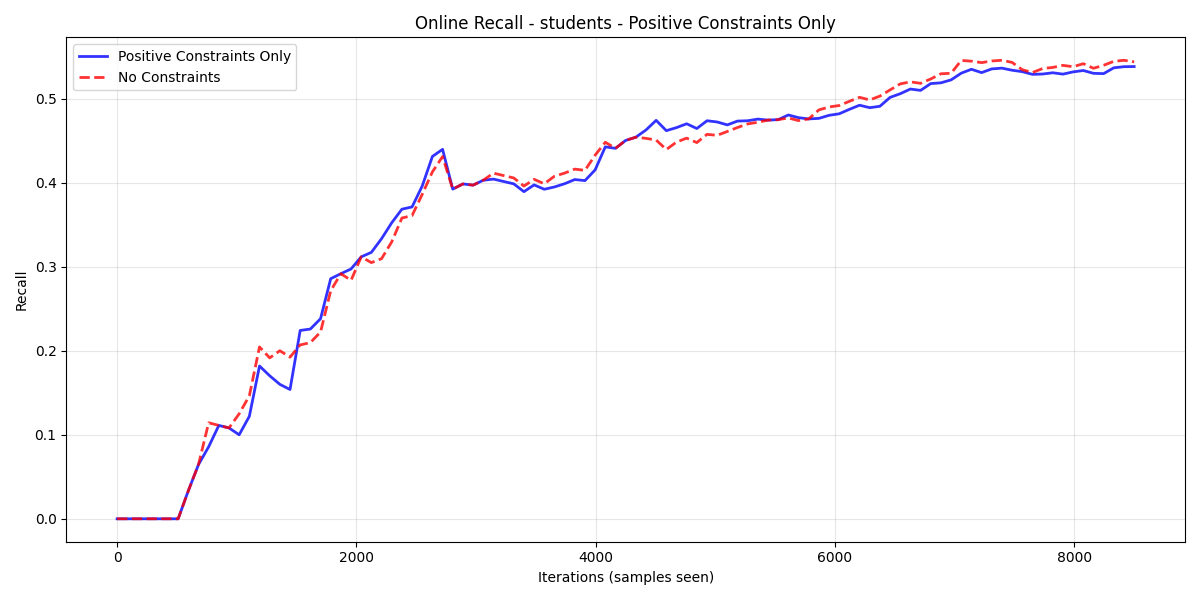 Online Recall - students - Positive Constraints Only
Positive Constraints Only
No Constraints
Recall
0.5
0.4
0.3
0.2
0.1
0.0
0 2000 4000 6000 8000
Iterations (samples seen)